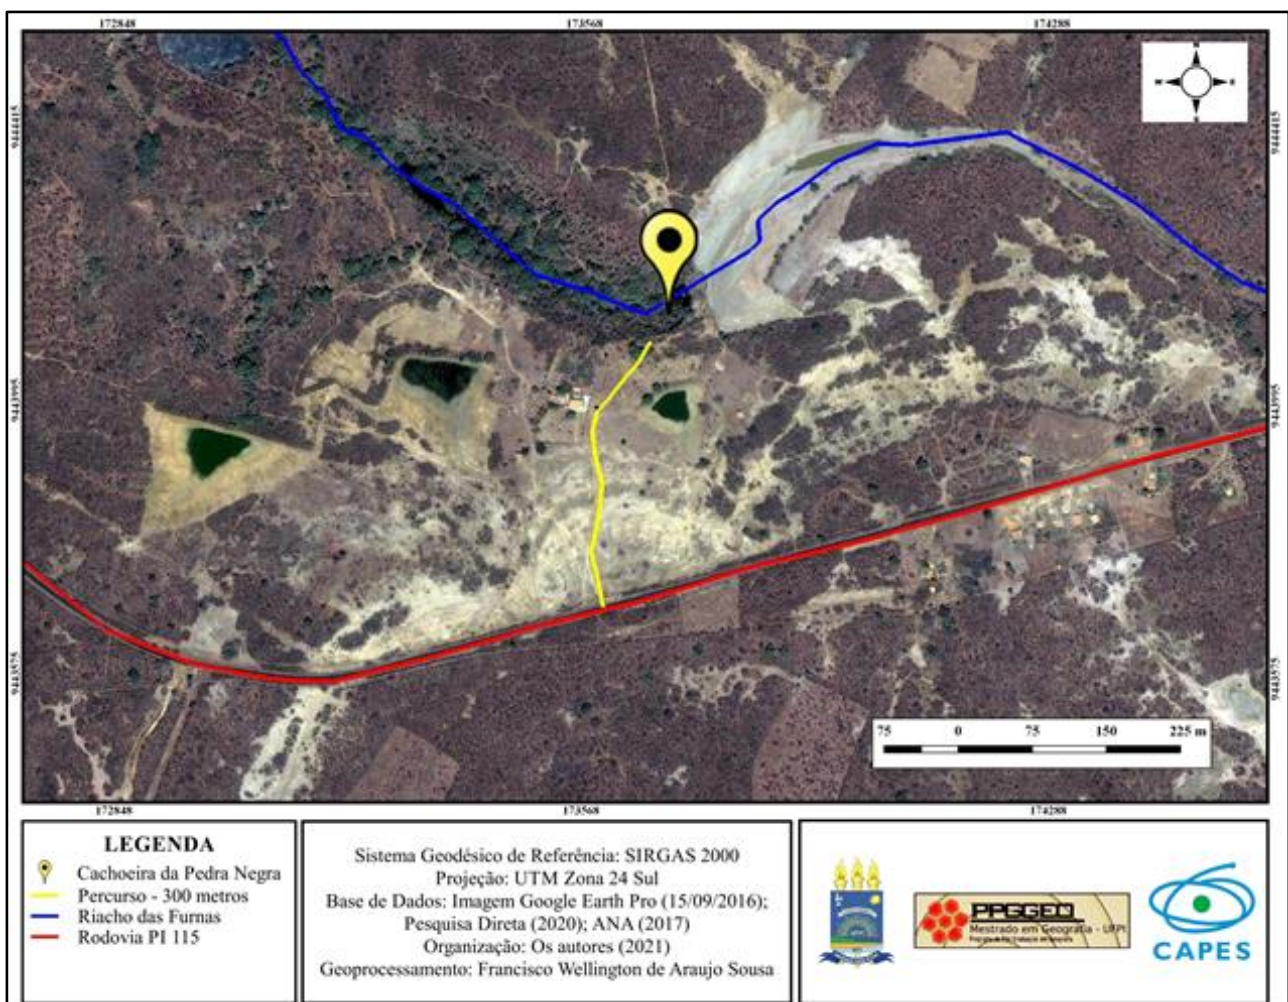 172848 173568 174288
N
W E
S
9444415 9444415
9443995 9443995
9443575 9443575
75 0 75 150 225 m
172848 173568 174288
LEGENDA
Cachoeira da Pedra Negra
Percurso - 300 metros
Riacho das Furnas
Rodovia PI 115
Sistema Geodésico de Referência: SIRGAS 2000
Projeção: UTM Zona 24 Sul
Base de Dados: Imagem Google Earth Pro (15/09/2016);
Pesquisa Direta (2020); ANA (2017)
Organização: Os autores (2021)
Geoprocessamento: Francisco Wellington de Araujo Sousa
PPGGEO
Mestrado em Geografia - UFPI
CAPES